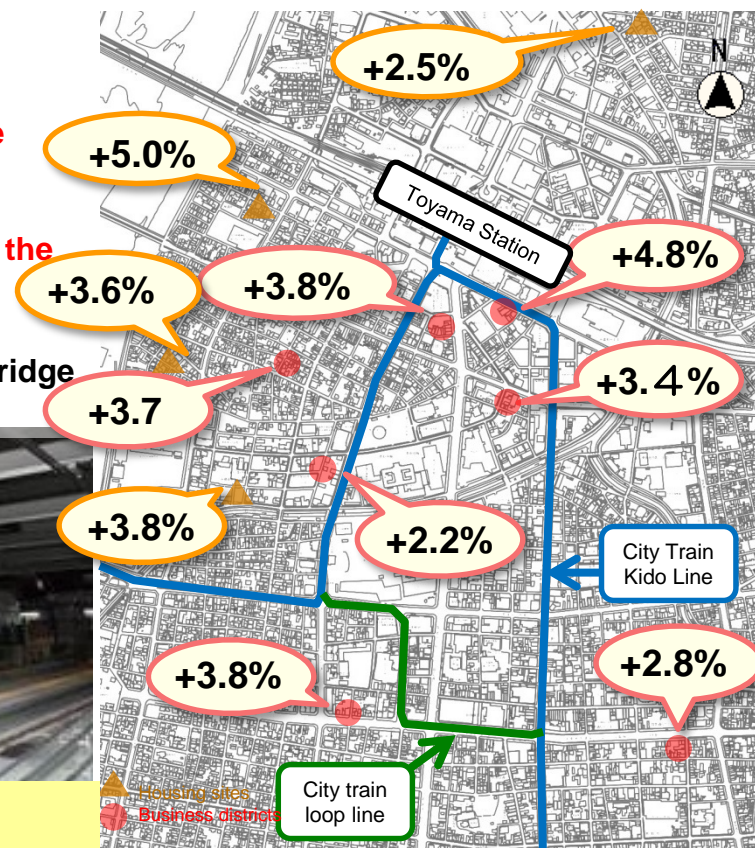 +2.5%
N
e
+5.0%
Toyama Station
the
+4.8%
+3.8%
+3.6%
ridge
+3.4%
+3.7
+3.8%
+2.2%
City Train
Kido Line
+2.8%
+3.8%
Housing sites
Business districts
City train
loop line